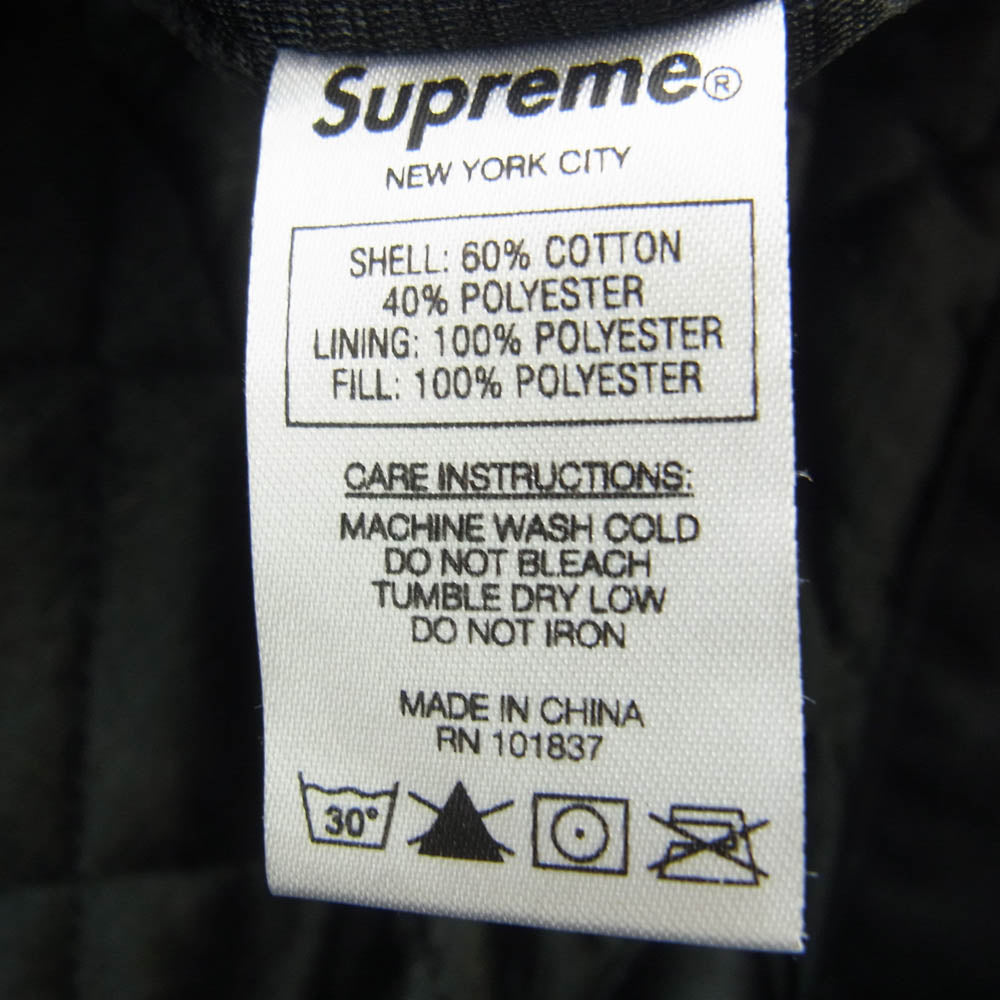 Supreme®
NEW YORK CITY
SHELL: 60% COTTON
40% POLYESTER
LINING: 100% POLYESTER
FILL: 100% POLYESTER
CARE INSTRUCTIONS:
MACHINE WASH COLD
DO NOT BLEACH
TUMBLE DRY LOW
DO NOT IRON
MADE IN CHINA
RN 101837
30°